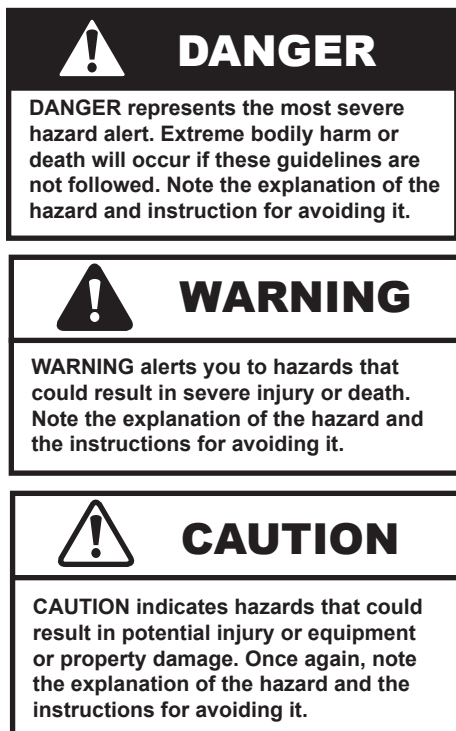 DANGER
DANGER represents the most severe
hazard alert. Extreme bodily harm or
death will occur if these guidelines are
not followed. Note the explanation of the
hazard and instruction for avoiding it.
WARNING
WARNING alerts you to hazards that
could result in severe injury or death.
Note the explanation of the hazard and
the instructions for avoiding it.
CAUTION
CAUTION indicates hazards that could
result in potential injury or equipment
or property damage. Once again, note
the explanation of the hazard and the
instructions for avoiding it.